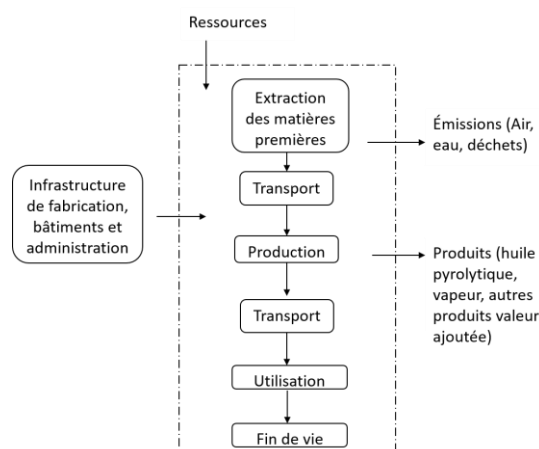 Ressources
Extraction
des matières
premières
Émissions (Air,
eau, déchets)
Transport
Infrastructure
de fabrication,
bâtiments et
administration
Production
Produits (huile
pyrolytique,
vapeur, autres
produits valeur
ajoutée)
Transport
Utilisation
Fin de vie